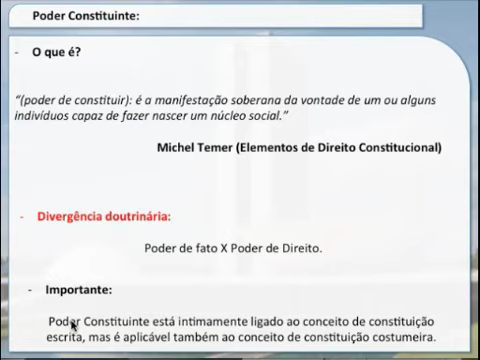 Poder Constituinte:
- O que é?
“(poder de constituir): é a manifestação soberana da vontade de um ou alguns
indivíduos capaz de fazer nascer um núcleo social.”
Michel Temer (Elementos de Direito Constitucional)
- Divergência doutrinária:
Poder de fato X Poder de Direito.
- Importante:
Poder Constituinte está intimamente ligado ao conceito de constituição
escrita, mas é aplicável também ao conceito de constituição costumeira.